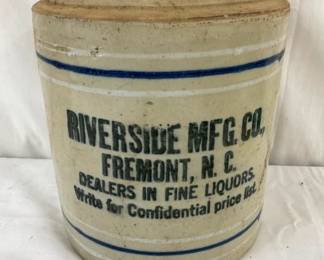 RIVERSIDE MFG. CO.,
FREMONT, N. C.
DEALERS IN FINE LIQUORS.
Write for Confidential price list.